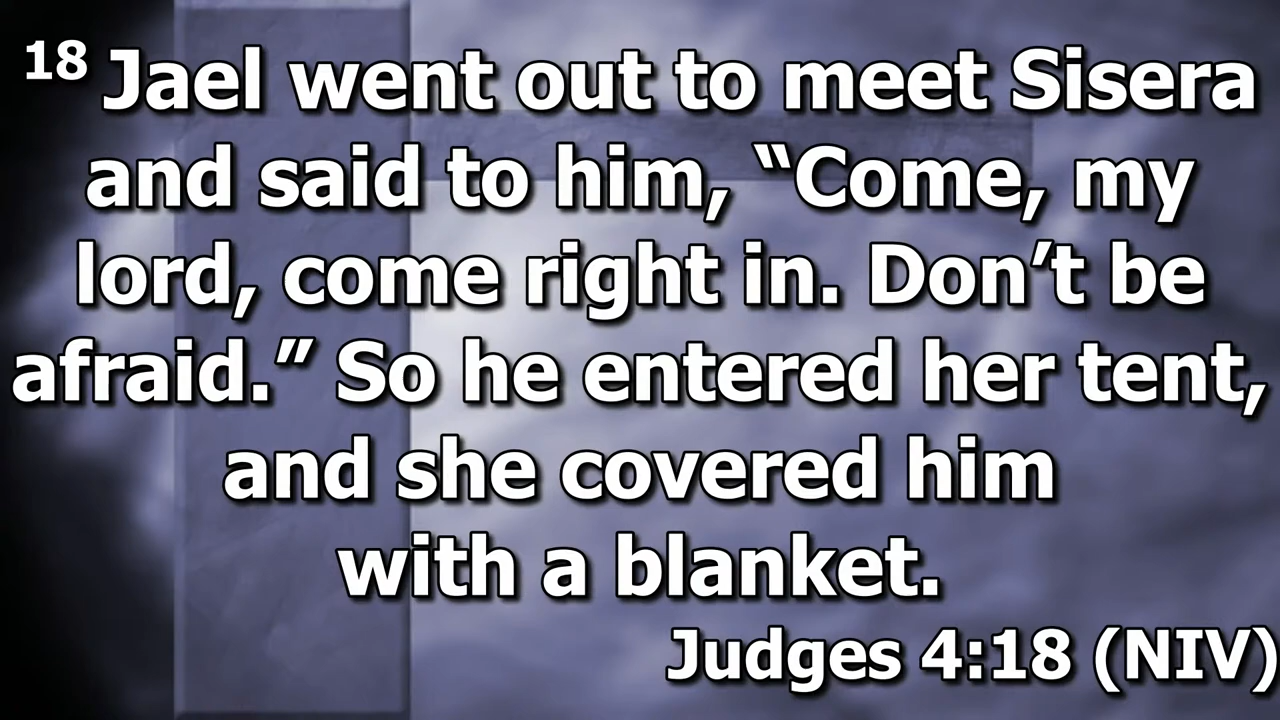 18 Jael went out to meet Sisera
and said to him, “Come, my
lord, come right in. Don’t be
afraid.” So he entered her tent,
and she covered him
with a blanket.
Judges 4:18 (NIV)